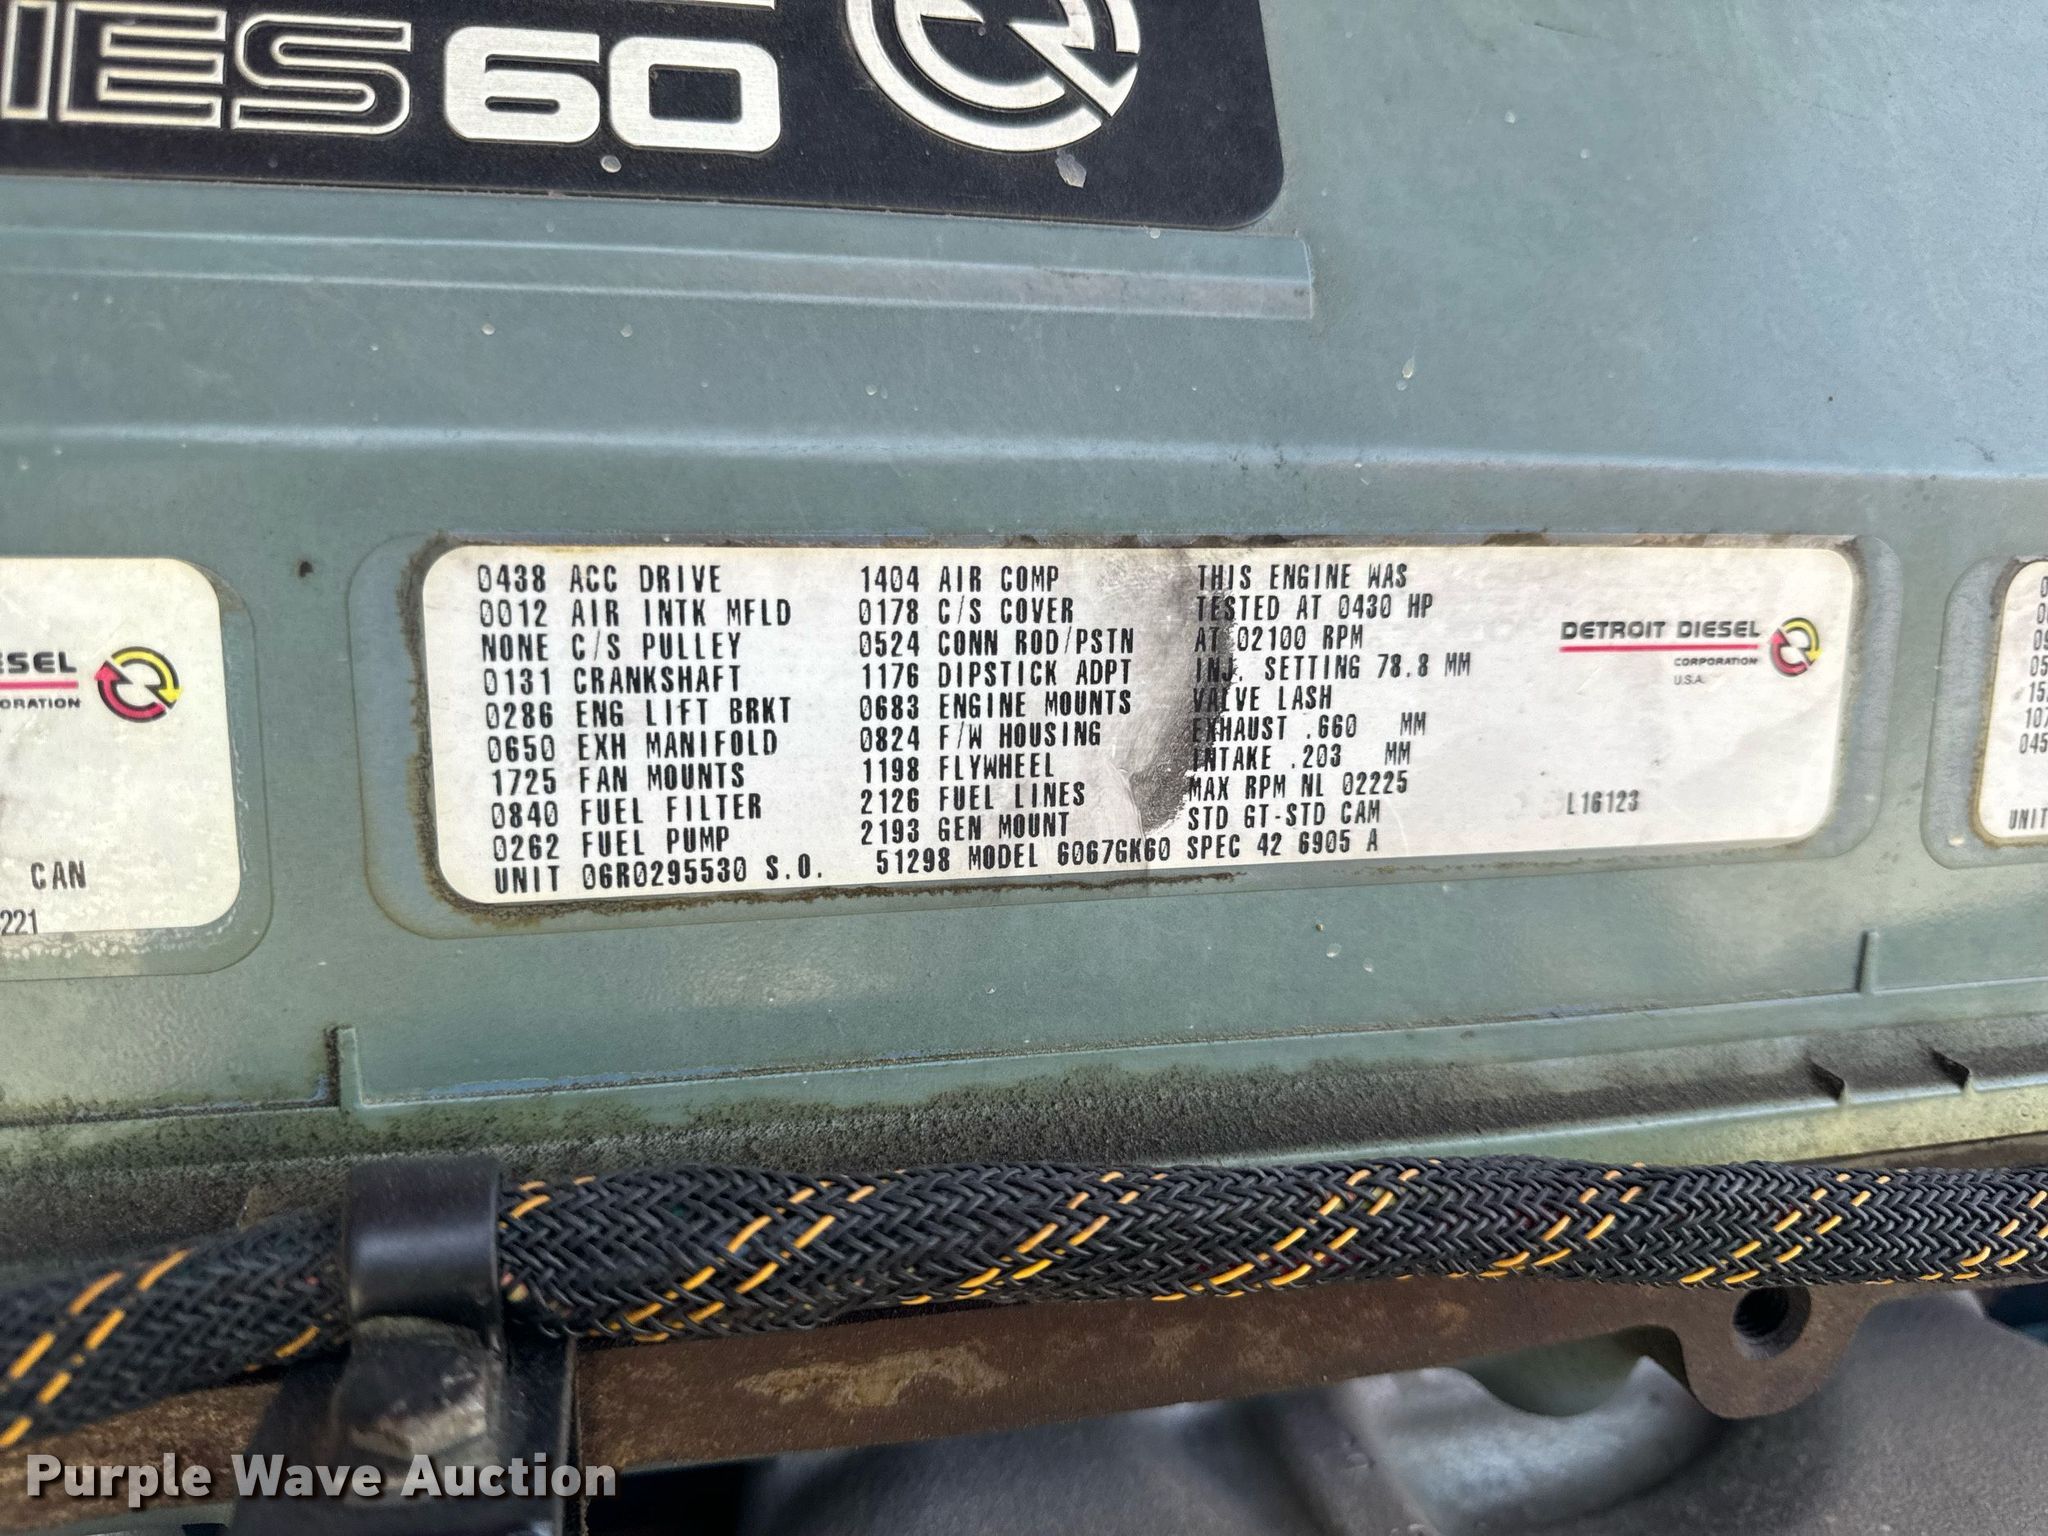 IES 60
0438 ACC DRIVE
0012 AIR INTK MFLD
NONE C/S PULLEY
0131 CRANKSHAFT
0286 ENG LIFT BRKT
0650 EXH MANIFOLD
1725 FAN MOUNTS
0840 FUEL FILTER
0262 FUEL PUMP
1404 AIR COMP
0178 C/S COVER
0524 CONN ROD/PSTN
1176 DIPSTICK ADPT
0683 ENGINE MOUNTS
0824 F/W HOUSING
1198 FLYWHEEL
2126 FUEL LINES
2193 GEN MOUNT
THIS ENGINE WAS
TESTED AT 0430 HP
AT 02100 RPM
INJ. SETTING 78.8 MM
VALVE LASH
EXHAUST .660 MM
INTAKE .203 MM
MAX RPM NL 02225
STD GT-STD CAM
UNIT 06R0295530 S.O. 51298 MODEL 6067GK60 SPEC 42 6905 A
DETROIT DIESEL
CORPORATION
U.S.A.
L16123
ESEL
ORATION
CAN
221
045
UNIT
Purple Wave Auction